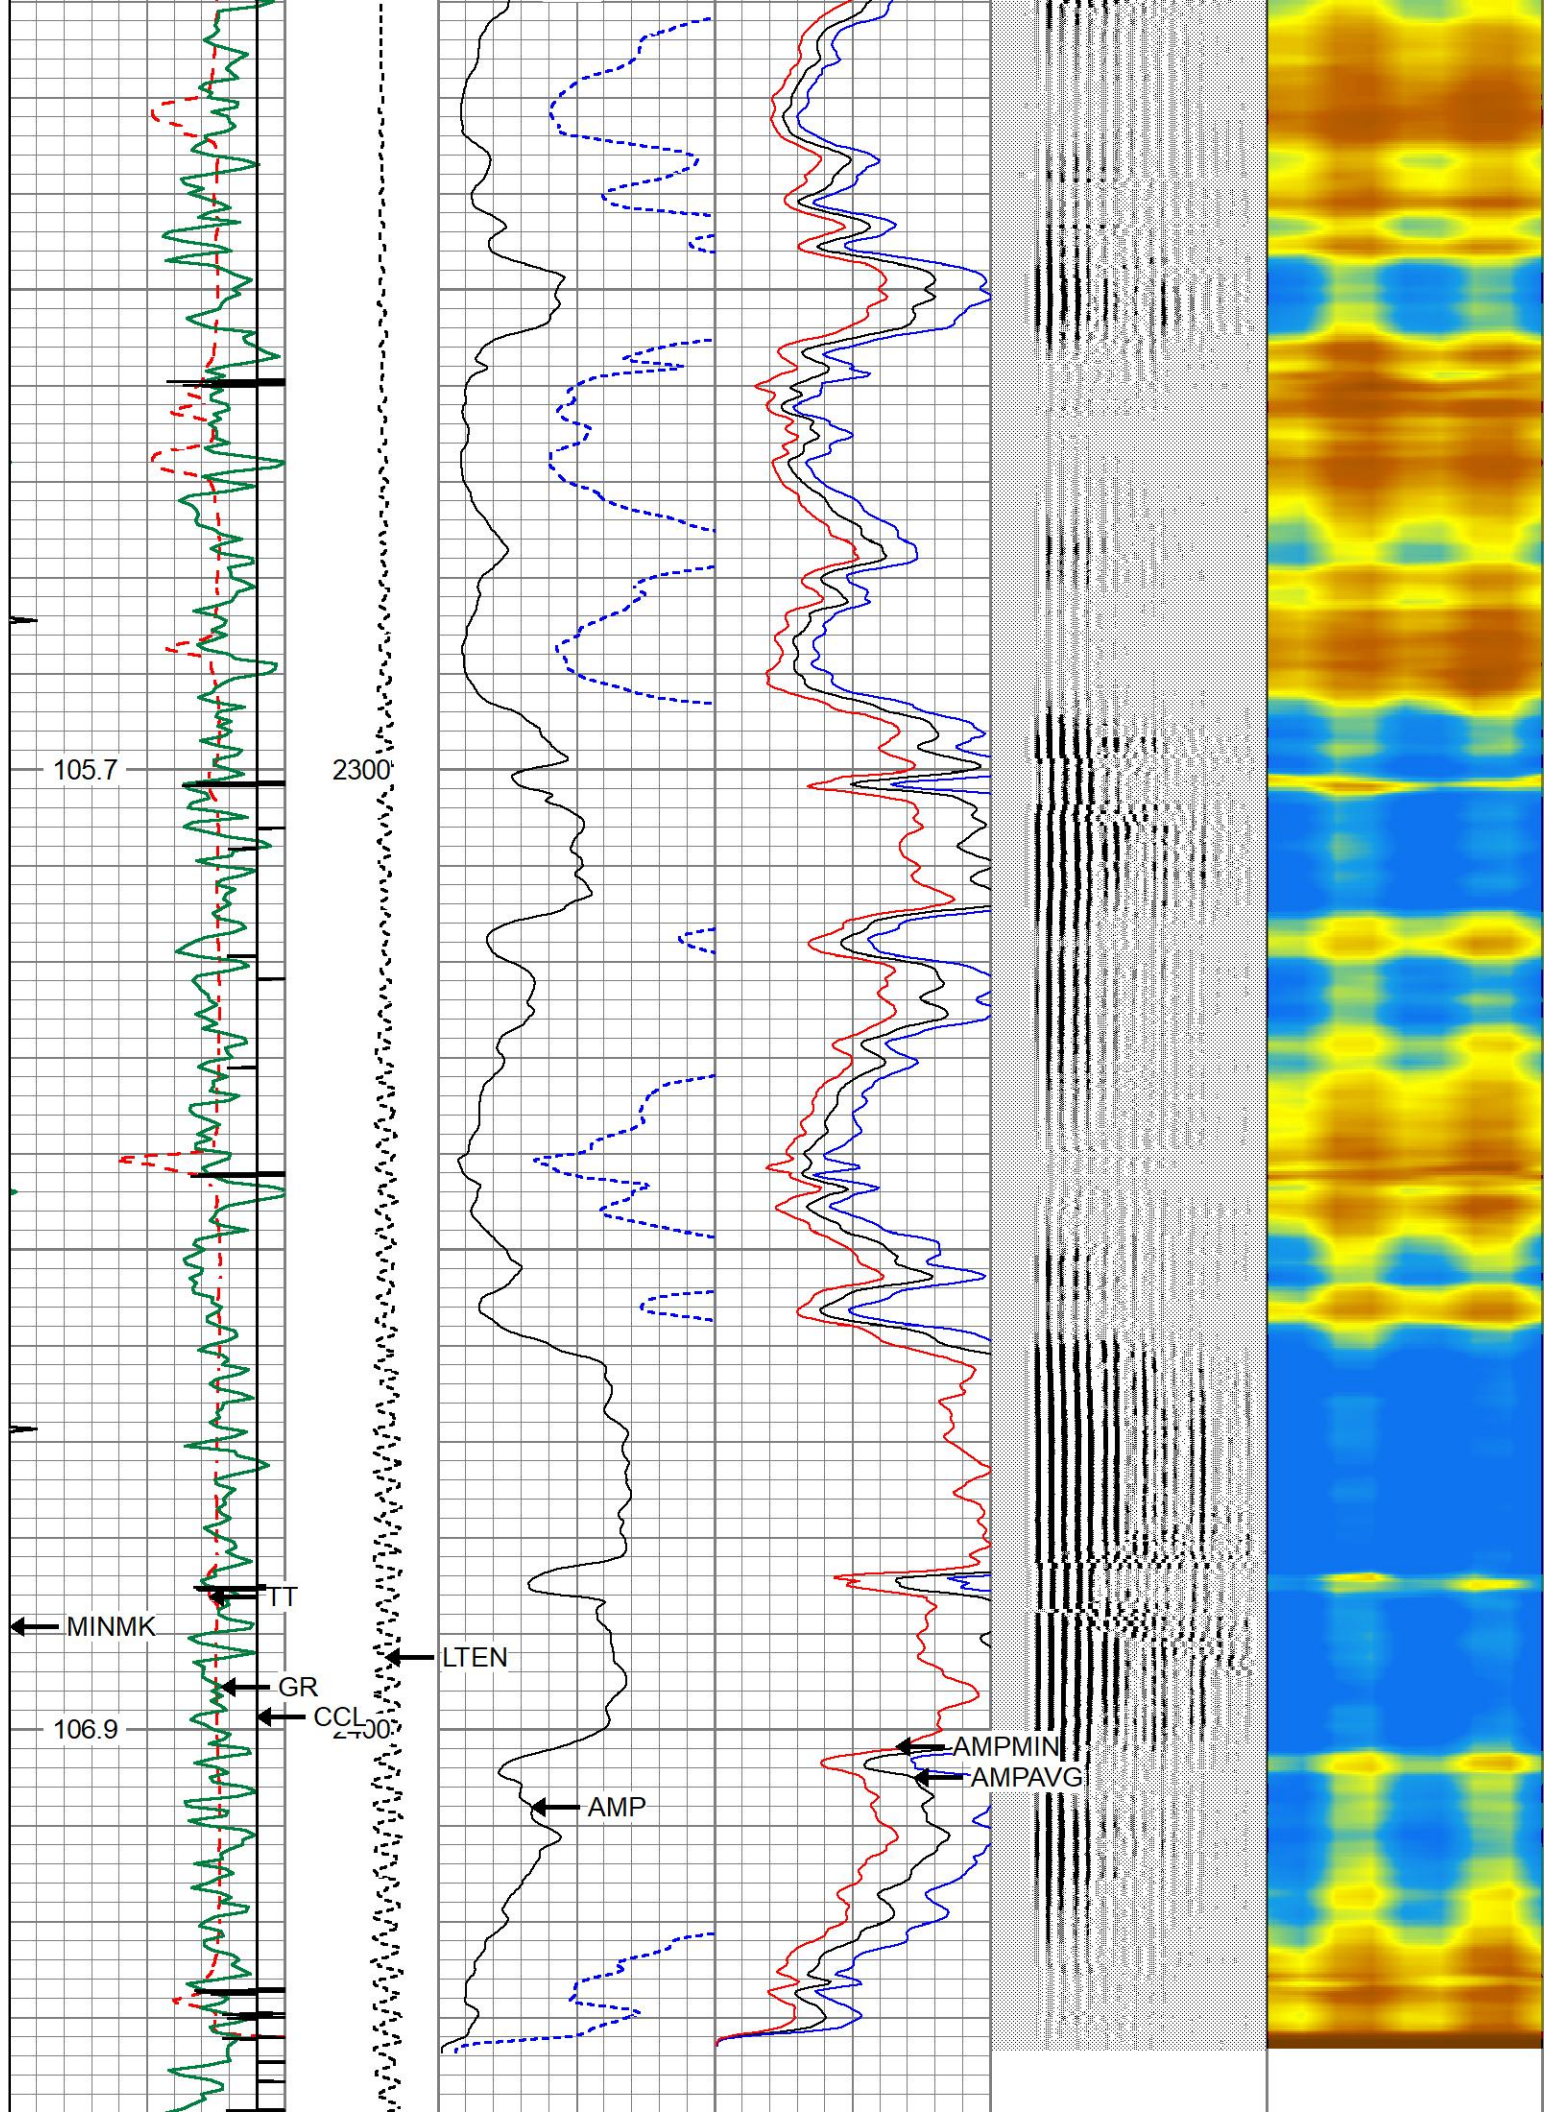 105.7 2300
TT
MINMK
LTEN
GR
CCL
106.9 2400
AMPMIN
AMPAVG
AMP